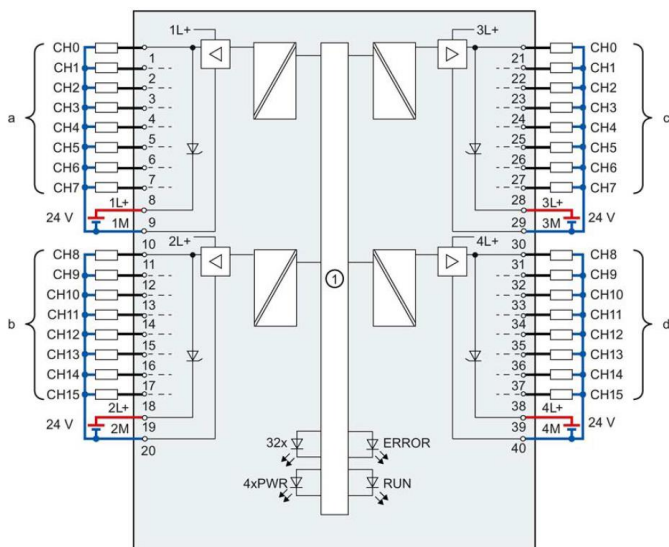 CH0 1L+ 3L+ CH0
CH1 1 21 CH1
CH2 2 22 CH2
CH3 3 23 CH3
a CH4 4 24 CH4 c
CH5 5 25 CH5
CH6 6 26 CH6
CH7 7 27 CH7
1L+ 8 28 3L+
24 V 1M 9 29 3M 24 V
CH8 10 2L+ 4L+ 30 CH8
CH9 11 31 CH9
CH10 12 ① 32 CH10
CH11 13 33 CH11
b CH12 14 34 CH12 d
CH13 15 35 CH13
CH14 16 36 CH14
CH15 17 37 CH15
2L+ 18 38 4L+
24 V 2M 19 39 4M 24 V
20 32x ERROR 40
4xPWR RUN